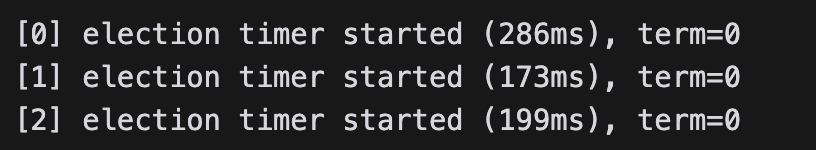 [0] election timer started (286ms), term=0
[1] election timer started (173ms), term=0
[2] election timer started (199ms), term=0